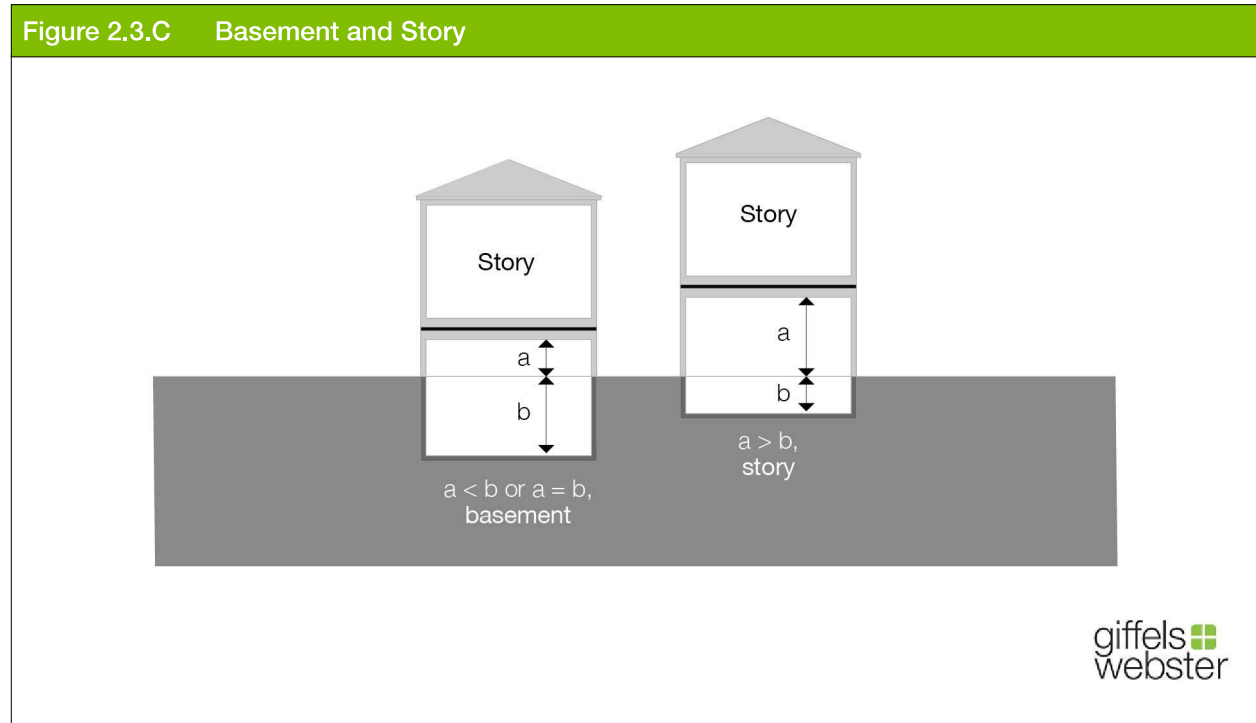 Figure 2.3.C Basement and Story
Story
a
b
a < b or a = b,
basement
Story
a
b
a > b,
story
giffels
webster